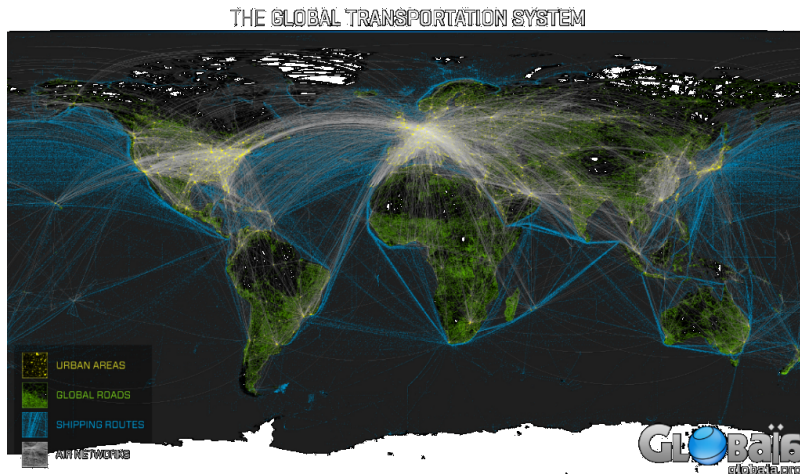 THE GLOBAL TRANSPORTATION SYSTEM
URBAN AREAS
GLOBAL ROADS
SHIPPING ROUTES
AIR NETWORKS
GLOBaïa
globaia.org